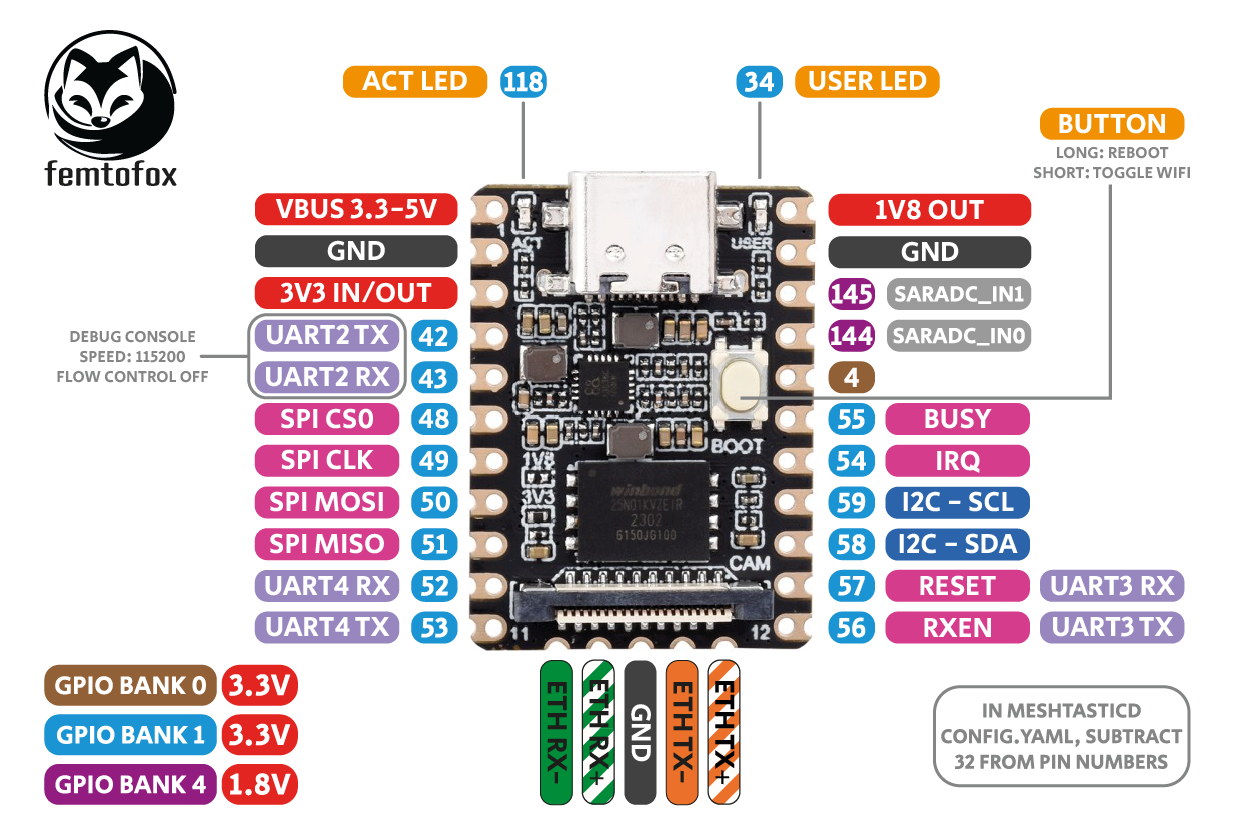 femtofox
ACT LED 118
34 USER LED
BUTTON
LONG: REBOOT
SHORT: TOGGLE WIFI
VBUS 3.3-5V
GND
3V3 IN/OUT
UART2 TX 42
UART2 RX 43
SPI CS0 48
SPI CLK 49
SPI MOSI 50
SPI MISO 51
UART4 RX 52
UART4 TX 53
DEBUG CONSOLE
SPEED: 115200
FLOW CONTROL OFF
1
ACT
USER
BOOT
1V8
3V3
winbond
25N01KVZEIR
2302
6150JG100
CAM
11
12
1V8 OUT
GND
145 SARADC_IN1
144 SARADC_IN0
4
55 BUSY
54 IRQ
59 I2C - SCL
58 I2C - SDA
57 RESET UART3 RX
56 RXEN UART3 TX
ETH RX-
ETH RX+
GND
ETH TX-
ETH TX+
GPIO BANK 0 3.3V
GPIO BANK 1 3.3V
GPIO BANK 4 1.8V
IN MESHTASTICD
CONFIG.YAML, SUBTRACT
32 FROM PIN NUMBERS